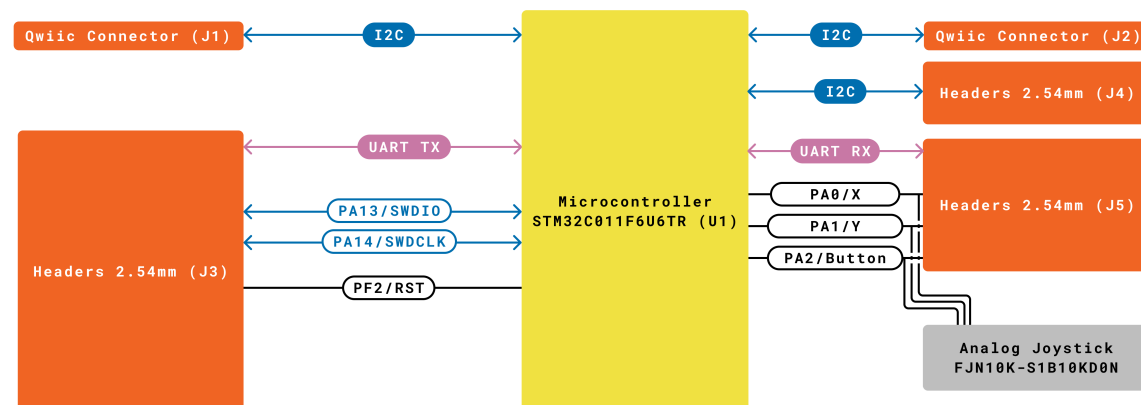 Qwiic Connector (J1)
I2C
I2C
Qwiic Connector (J2)
I2C
Headers 2.54mm (J4)
UART TX
UART RX
PA13/SWDIO
PA14/SWDCLK
PF2/RST
Headers 2.54mm (J3)
Microcontroller
STM32C011F6U6TR (U1)
PA0/X
PA1/Y
PA2/Button
Headers 2.54mm (J5)
Analog Joystick
FJN10K-S1B10KD0N